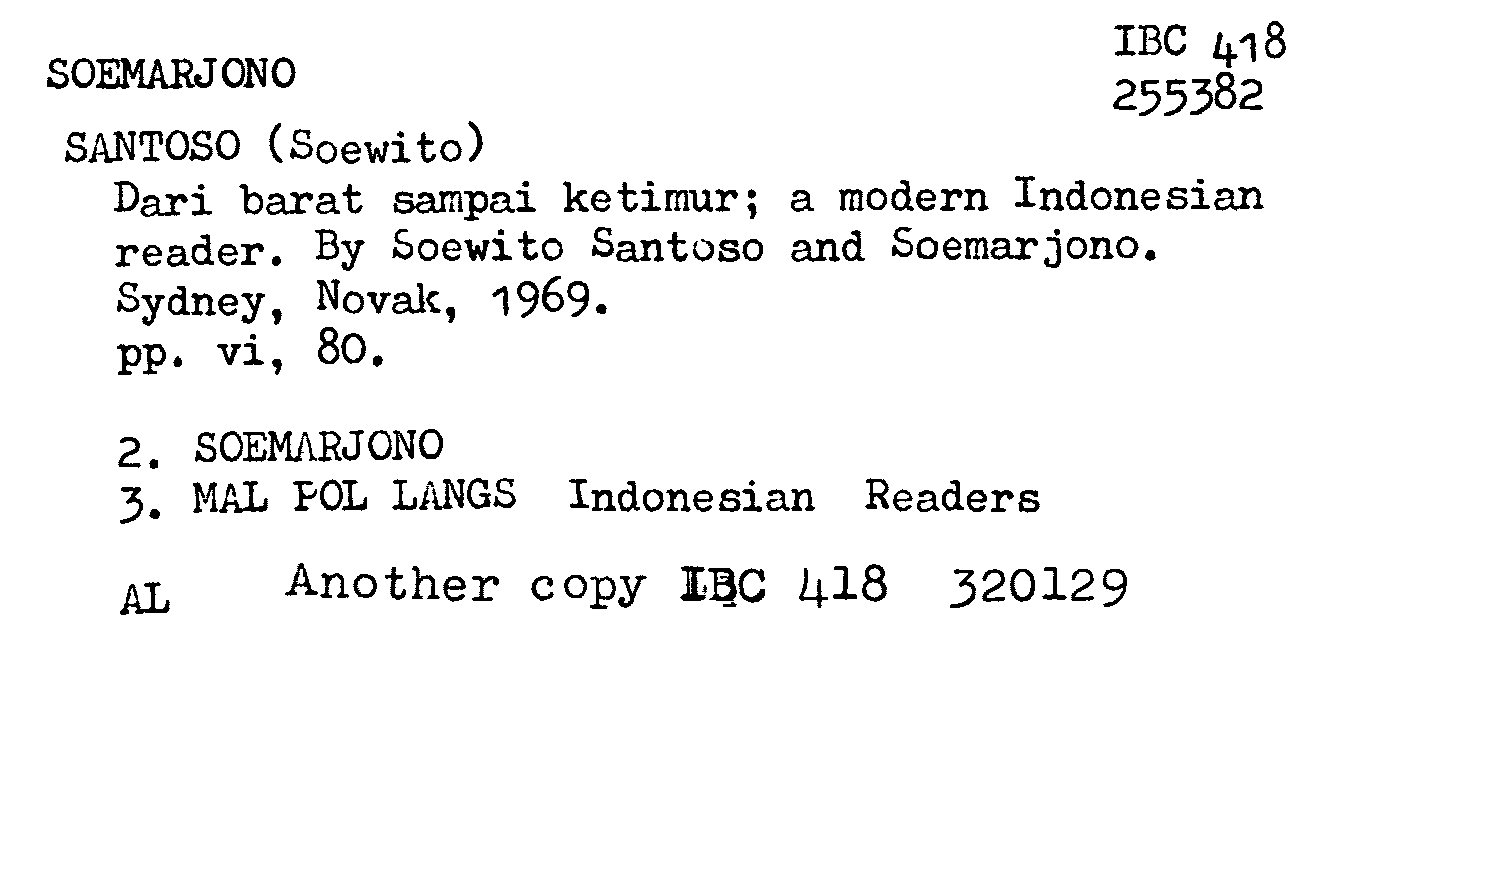 SOEMARJONO
IBC 418
255382
SANTOSO (Soewito)
Dari barat sampai ketimur; a modern Indonesian
reader. By Soewito Santoso and Soemarjono.
Sydney, Novak, 1969.
pp. vi, 80.
2. SOEMARJONO
3. MAL POL LANGS Indonesian Readers
AL Another copy IBC 418 320129